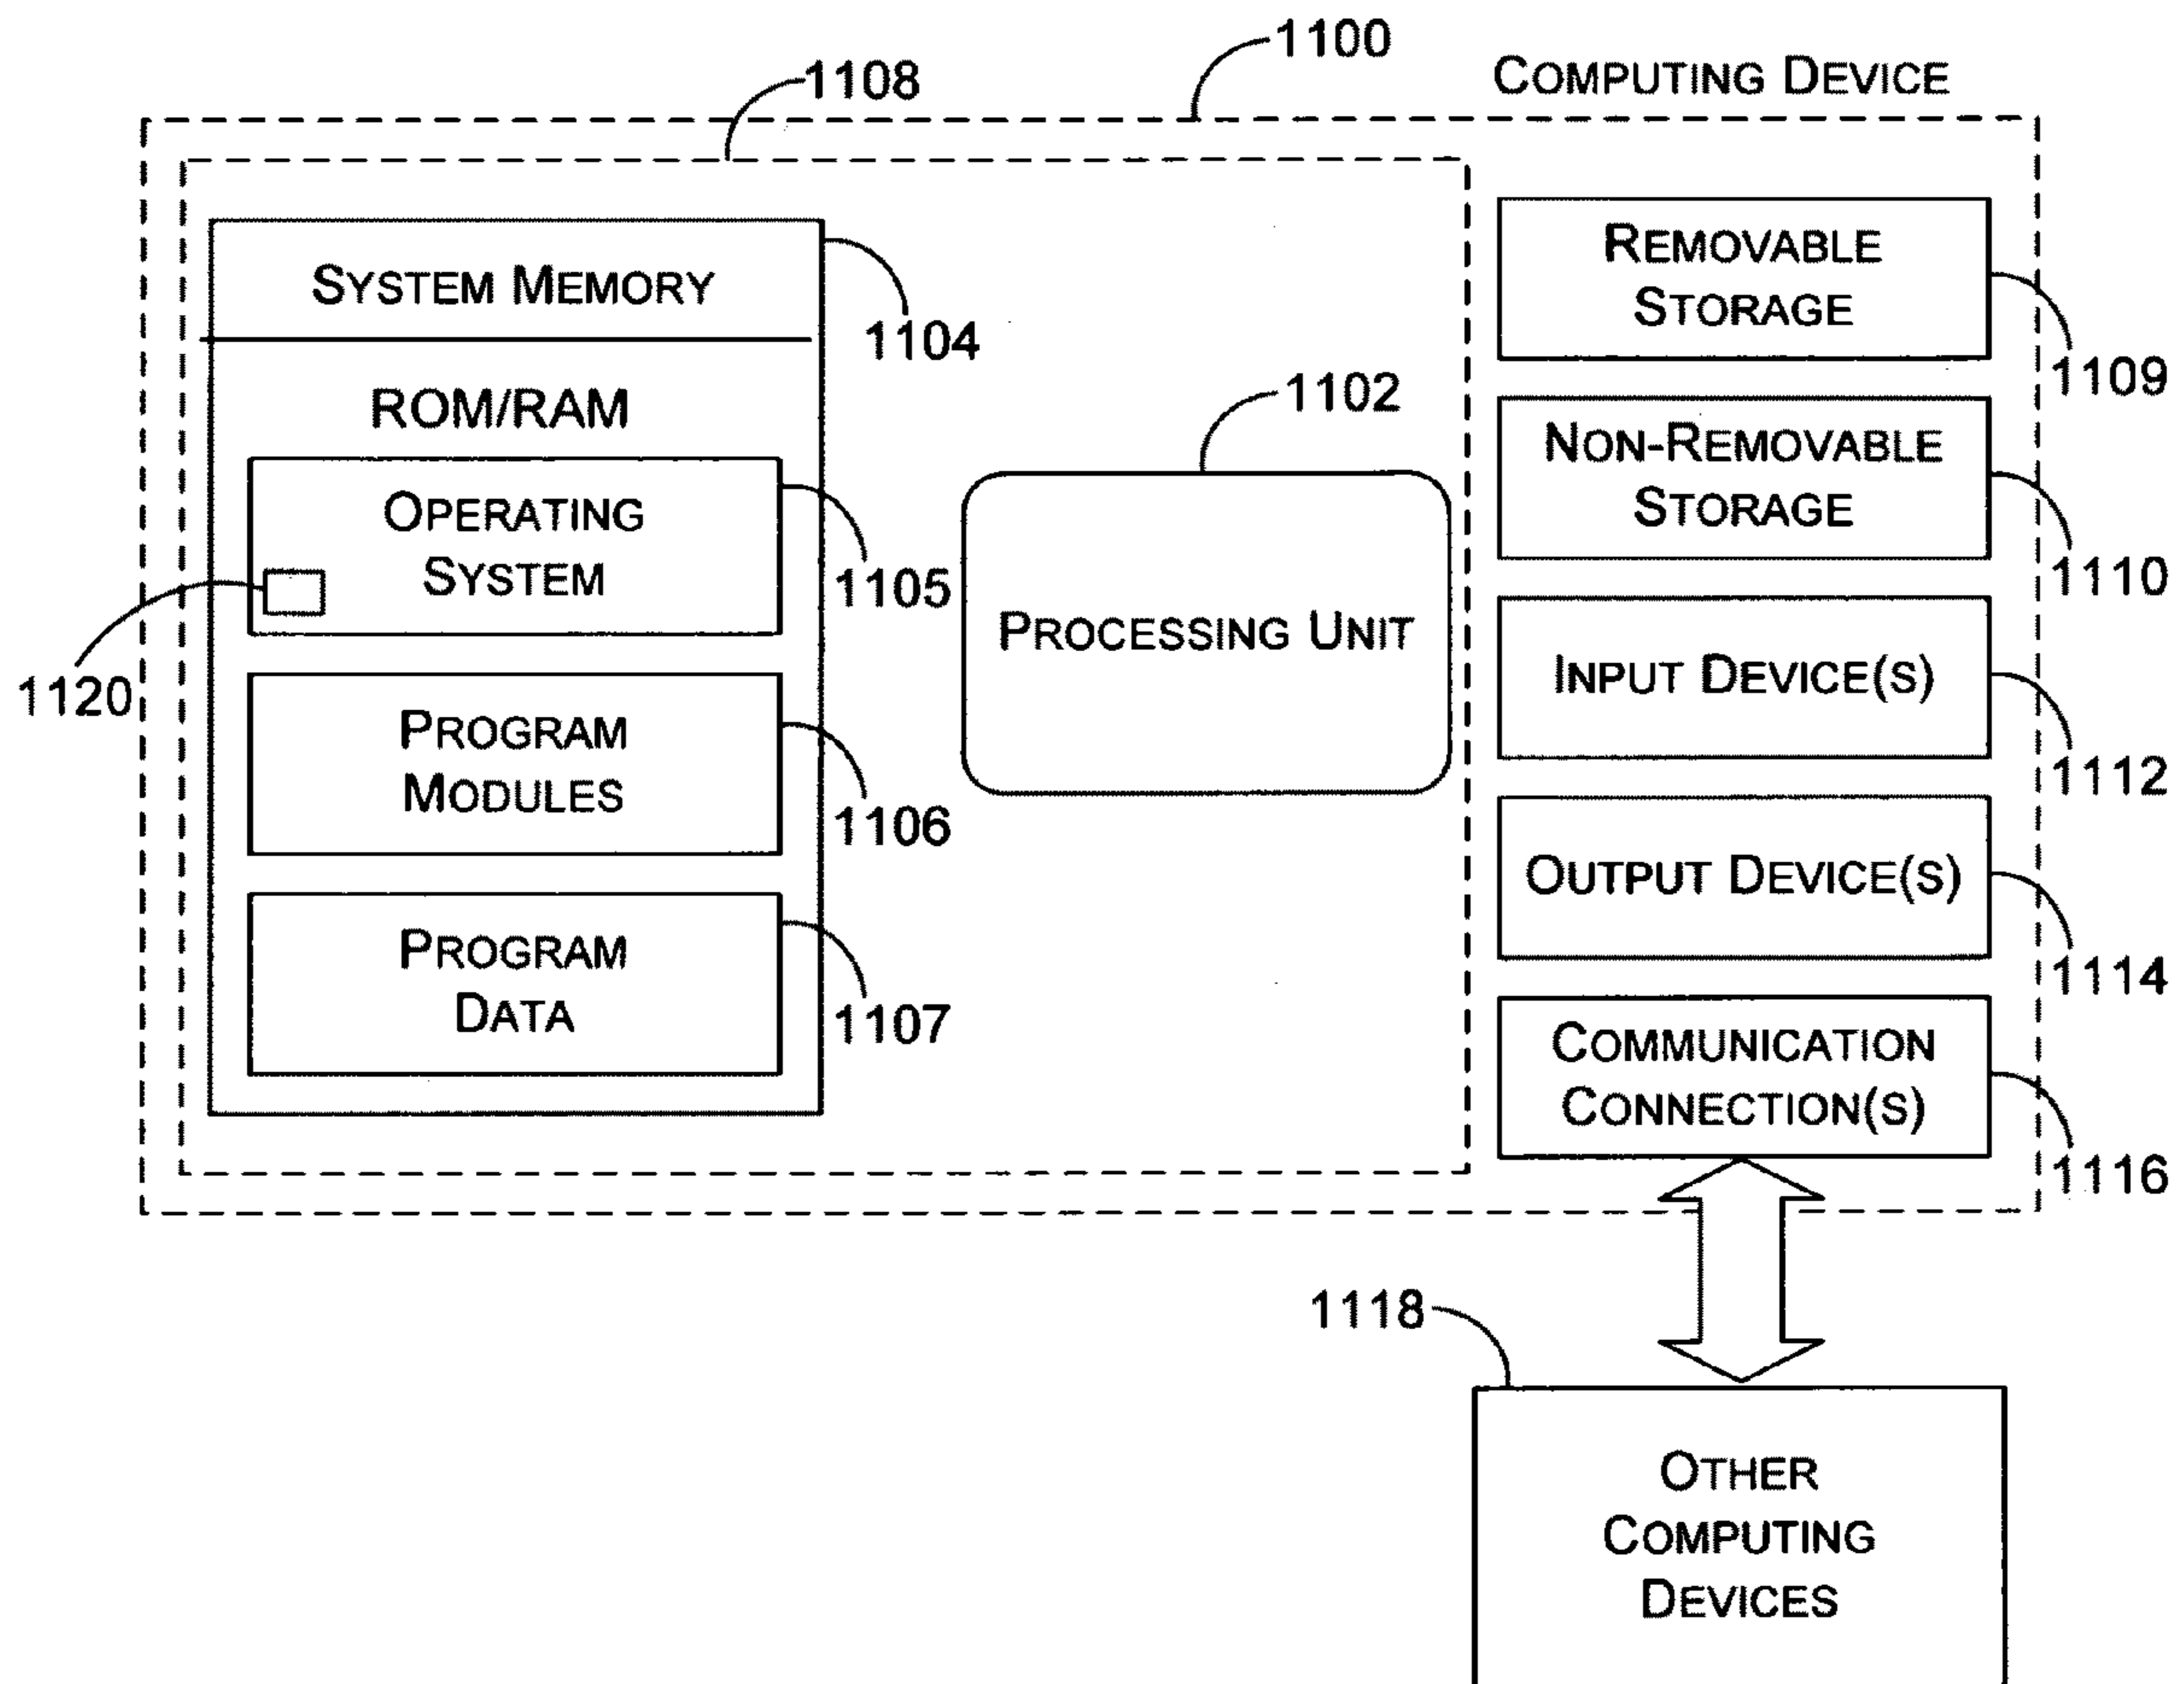 1100
COMPUTING DEVICE
1108
SYSTEM MEMORY
1104
ROM/RAM
OPERATING
SYSTEM
1105
1120
PROGRAM
MODULES
1106
PROGRAM
DATA
1107
1102
PROCESSING UNIT
REMOVABLE
STORAGE
1109
NON-REMOVABLE
STORAGE
1110
INPUT DEVICE(S)
1112
OUTPUT DEVICE(S)
1114
COMMUNICATION
CONNECTION(S)
1116
1118
OTHER
COMPUTING
DEVICES